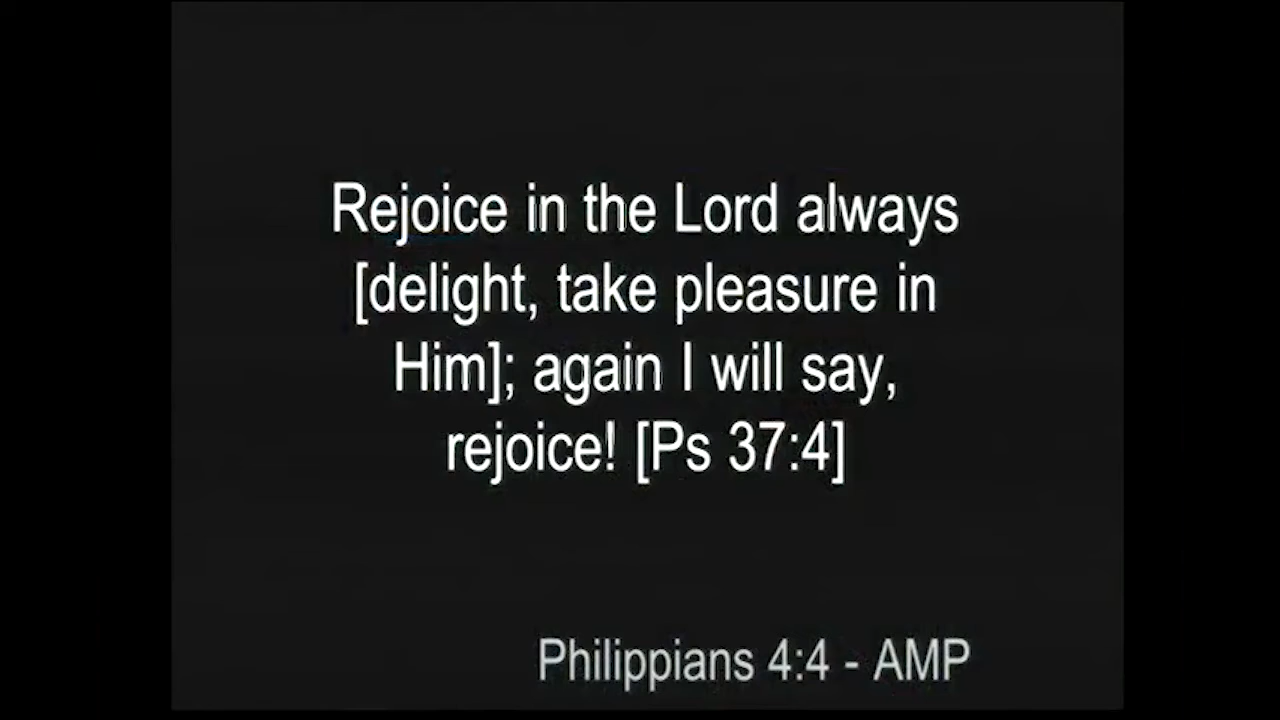 Rejoice in the Lord always
[delight, take pleasure in
Him]; again I will say,
rejoice! [Ps 37:4]
Philippians 4:4 - AMP